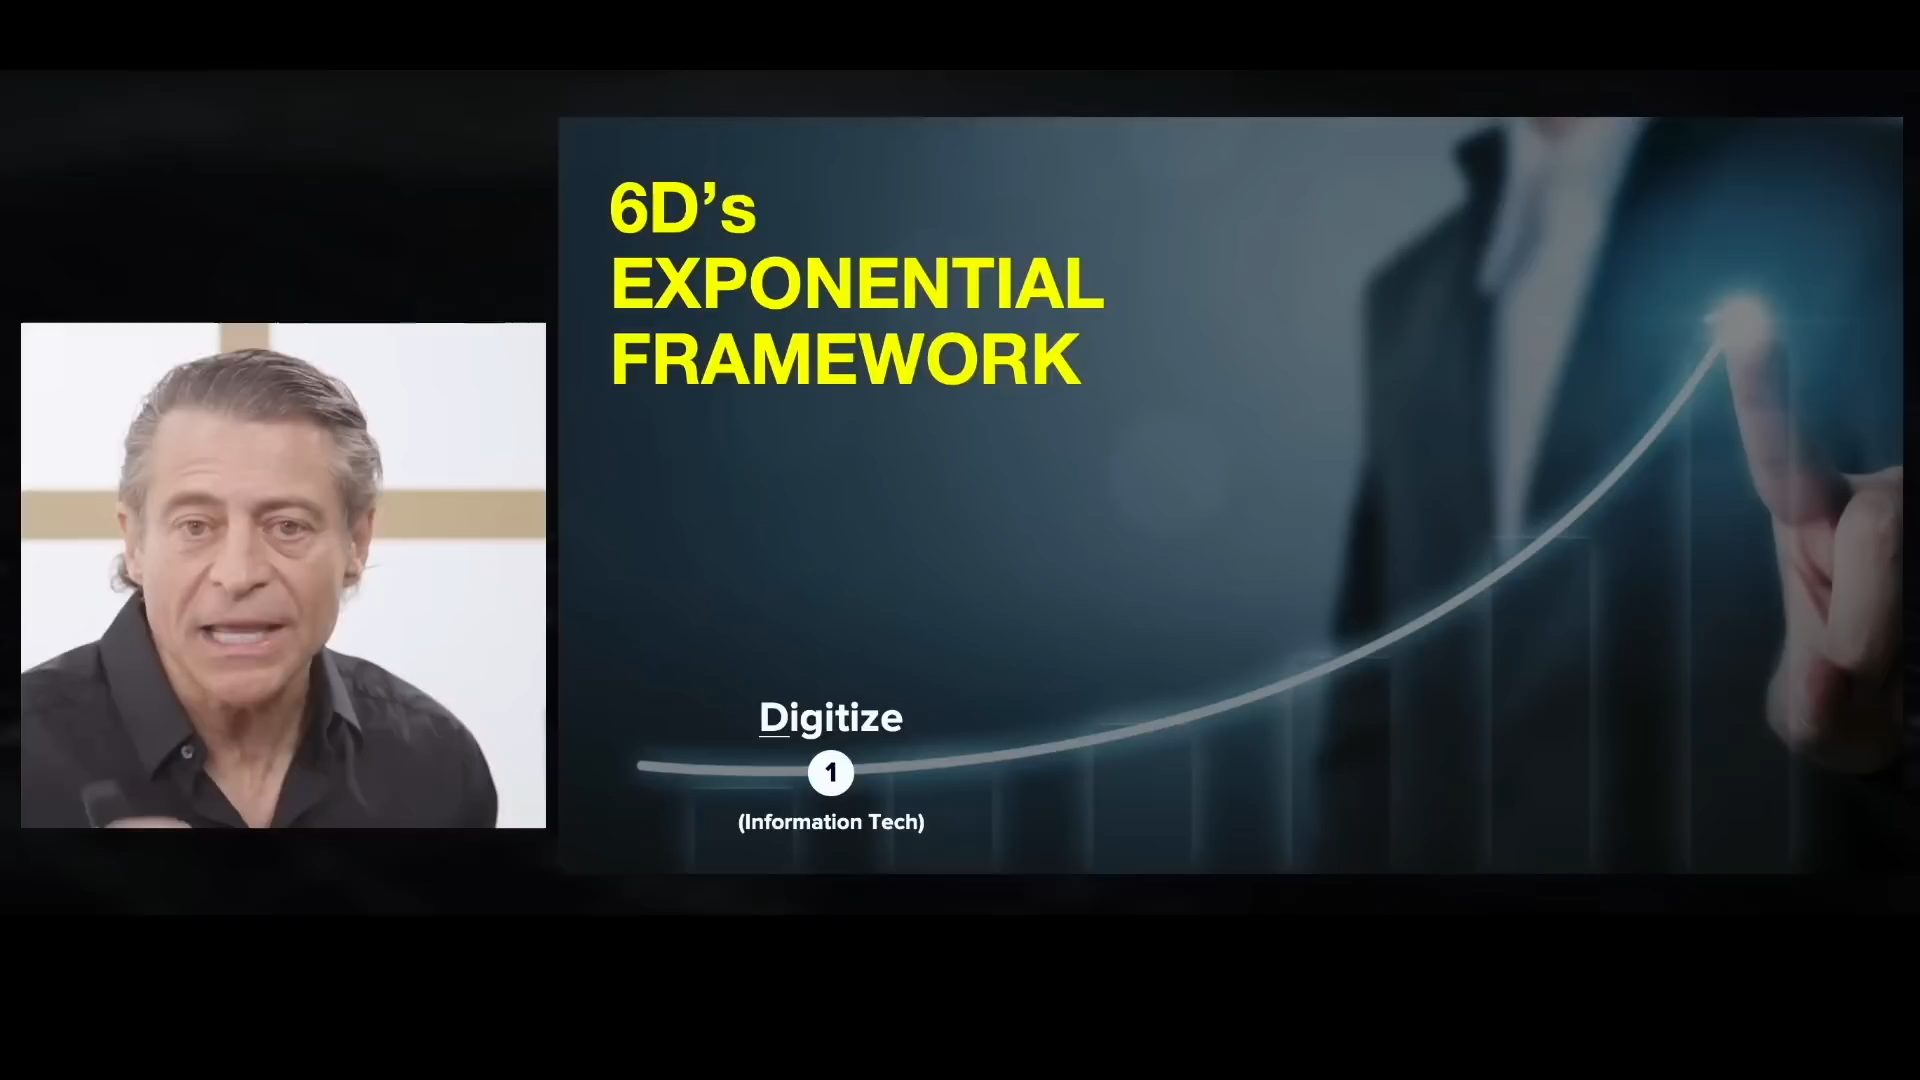 6D’s
EXPONENTIAL
FRAMEWORK
Digitize
1
(Information Tech)